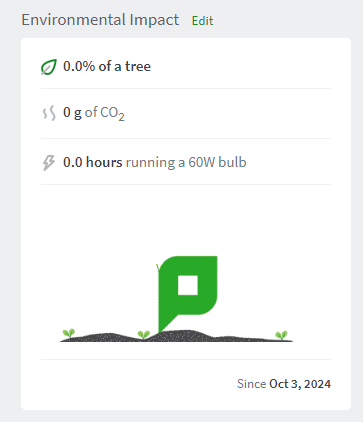 Environmental Impact Edit
0.0% of a tree
0 g of CO2
0.0 hours running a 60W bulb
Since Oct 3, 2024